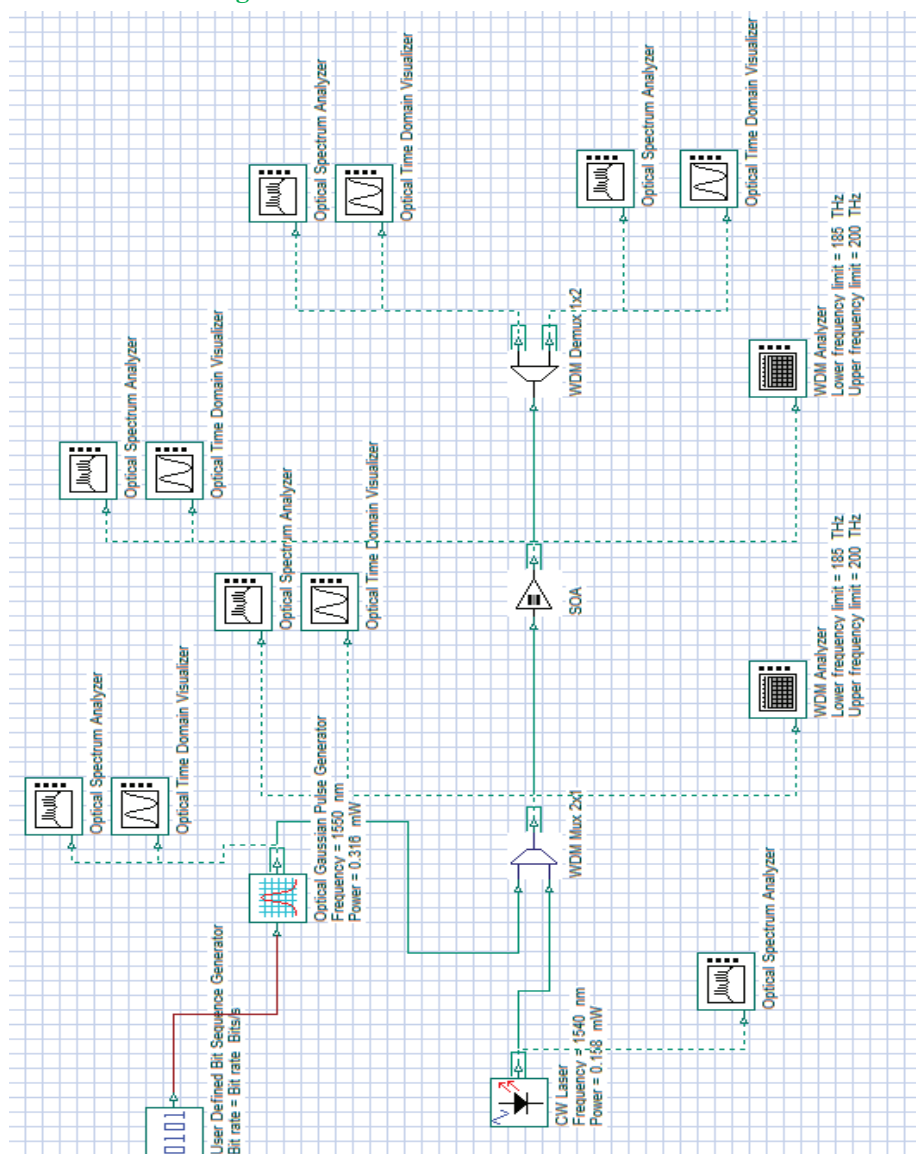 User Defined Bit Sequence Generator
Bit rate = Bit rate Bits/s
0101
Optical Spectrum Analyzer
Optical Time Domain Visualizer
Optical Gaussian Pulse Generator
Frequency = 1550 nm
Power = 0.316 mW
CW Laser
Frequency = 1540 nm
Power = 0.158 mW
Optical Spectrum Analyzer
WDM Mux 2x1
Optical Spectrum Analyzer
Optical Time Domain Visualizer
WDM Analyzer
Lower frequency limit = 185 THz
Upper frequency limit = 200 THz
SOA
Optical Spectrum Analyzer
Optical Time Domain Visualizer
WDM Analyzer
Lower frequency limit = 185 THz
Upper frequency limit = 200 THz
WDM Demux 1x2
Optical Spectrum Analyzer
Optical Time Domain Visualizer
Optical Spectrum Analyzer
Optical Time Domain Visualizer